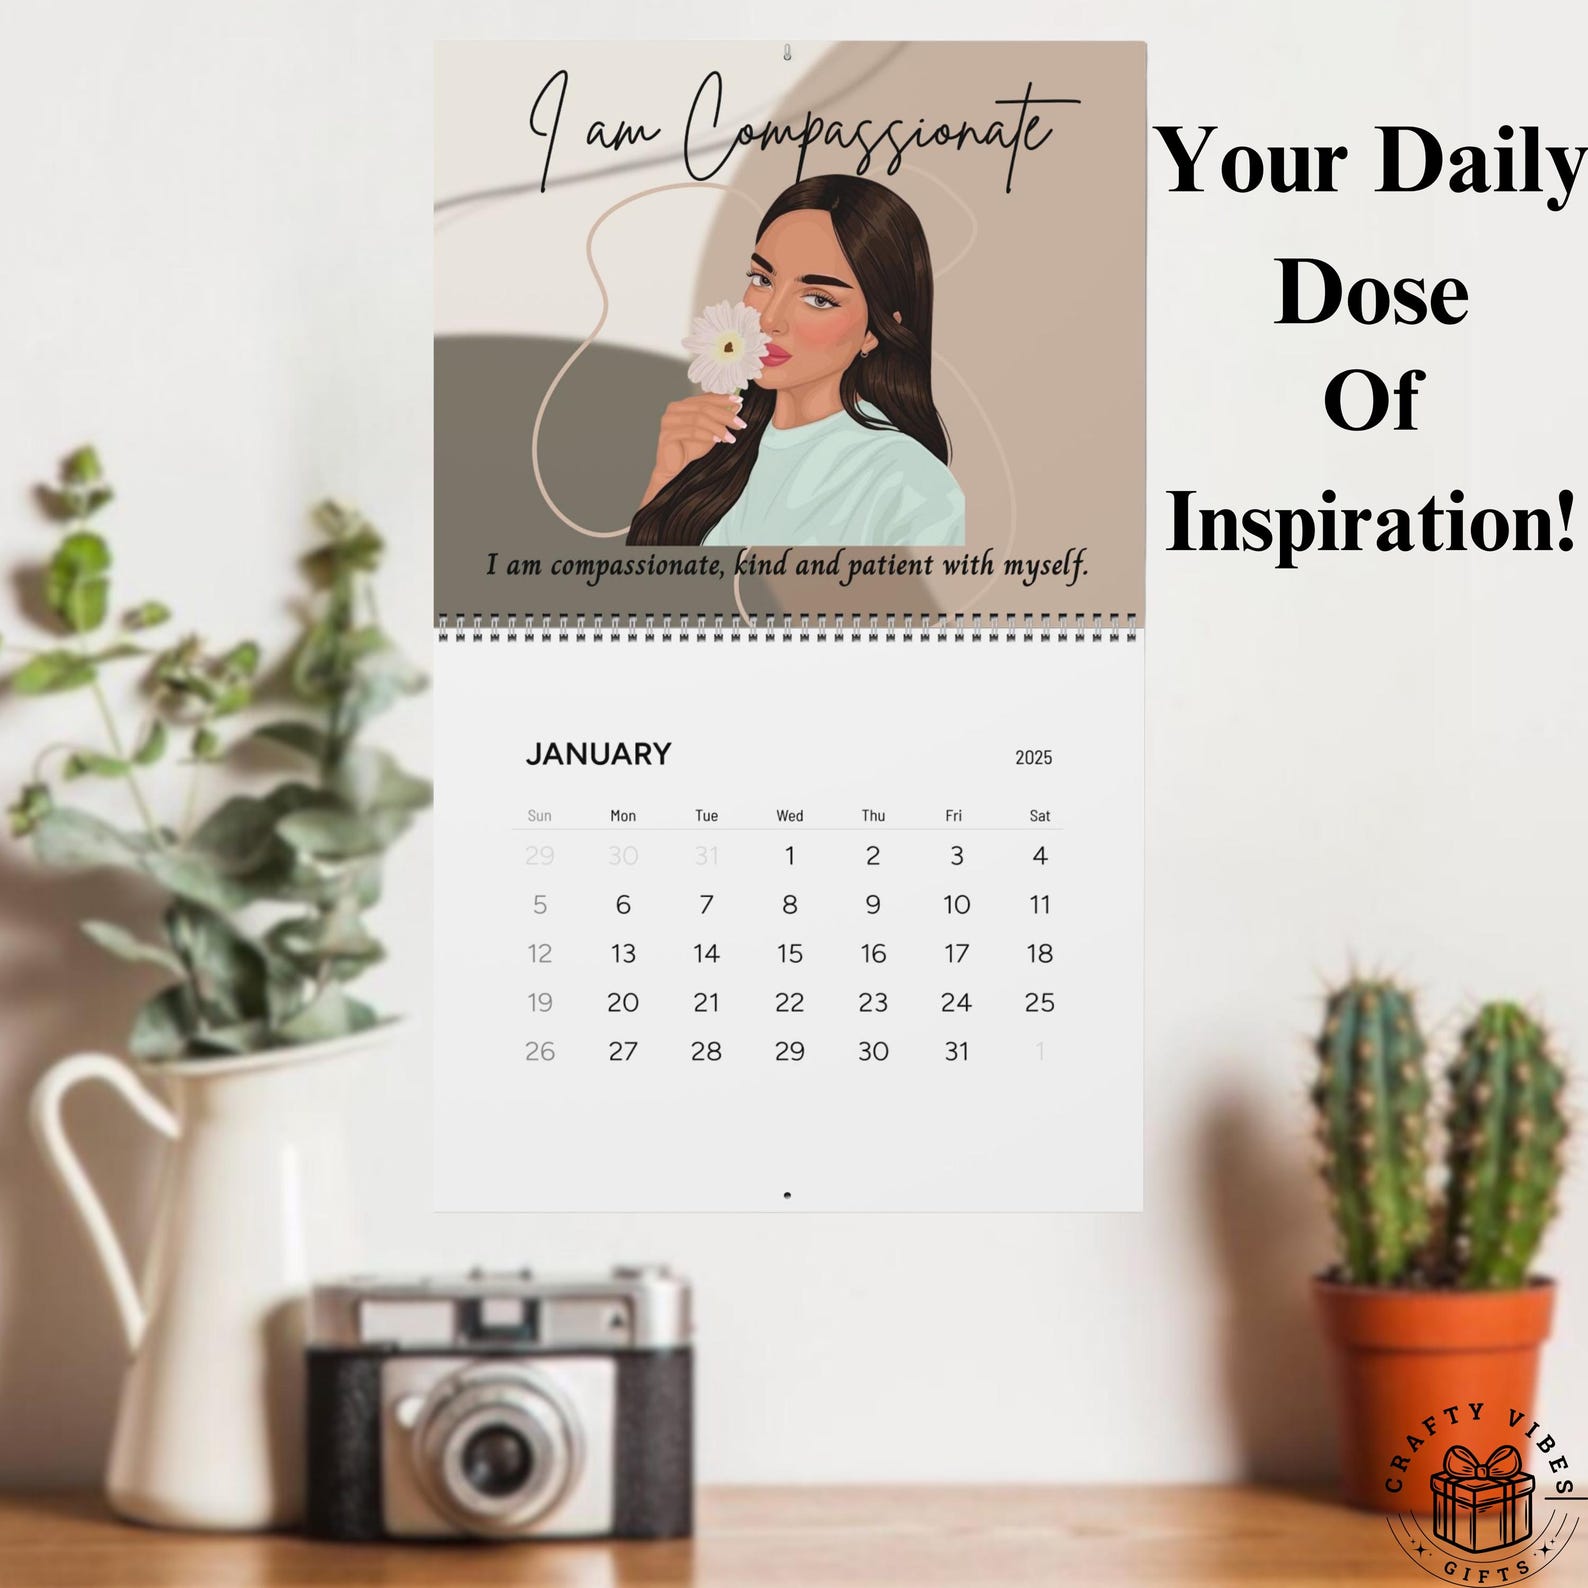 I am Compassionate
I am compassionate, kind and patient with myself.
JANUARY 2025
Sun Mon Tue Wed Thu Fri Sat
29 30 31 1 2 3 4
5 6 7 8 9 10 11
12 13 14 15 16 17 18
19 20 21 22 23 24 25
26 27 28 29 30 31 1
Your Daily
Dose
Of
Inspiration!
CRAFTY VIBES
GIFTS